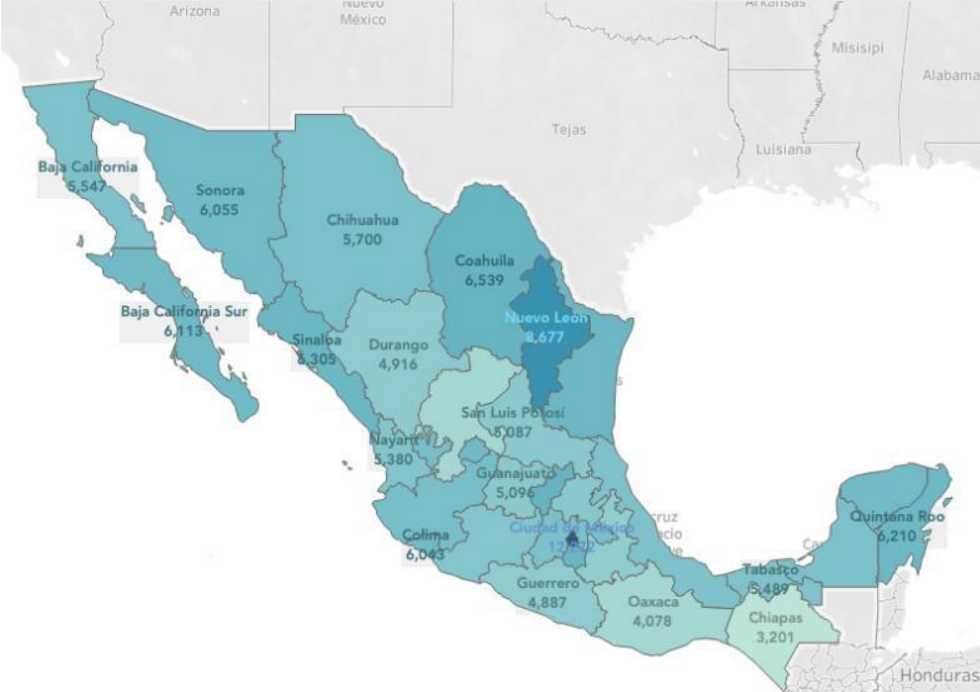 Arizona
Nuevo
México
Arkansas
Misisipi
Alabama
Tejas
Luisiana
Baja California
5,547
Sonora
6,055
Chihuahua
5,700
Coahuila
6,539
Baja California Sur
6,113
Nuevo León
8,677
Sinaloa
6,305
Durango
4,916
San Luis Potosí
5,087
Nayarit
5,380
Guanajuato
5,096
Ciudad de México
Colima
6,043
Quintana Roo
6,210
Tabasco
5,489
Guerrero
4,887
Oaxaca
4,078
Chiapas
3,201
Honduras